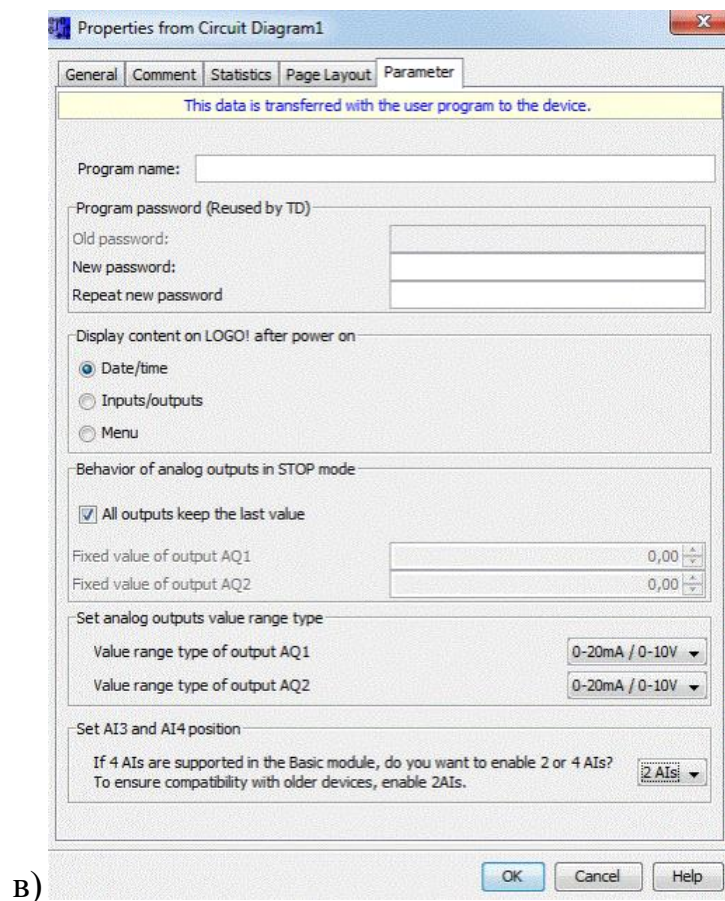 Properties from Circuit Diagram1
General Comment Statistics Page Layout Parameter
This data is transferred with the user program to the device.
Program name:
Program password (Reused by TD)
Old password:
New password:
Repeat new password
Display content on LOGO! after power on
Date/time
Inputs/outputs
Menu
Behavior of analog outputs in STOP mode
All outputs keep the last value
Fixed value of output AQ1 0,00
Fixed value of output AQ2 0,00
Set analog outputs value range type
Value range type of output AQ1 0-20mA / 0-10V
Value range type of output AQ2 0-20mA / 0-10V
Set AI3 and AI4 position
If 4 AIs are supported in the Basic module, do you want to enable 2 or 4 AIs? 2 AIs
To ensure compatibility with older devices, enable 2AIs.
OK Cancel Help
в)